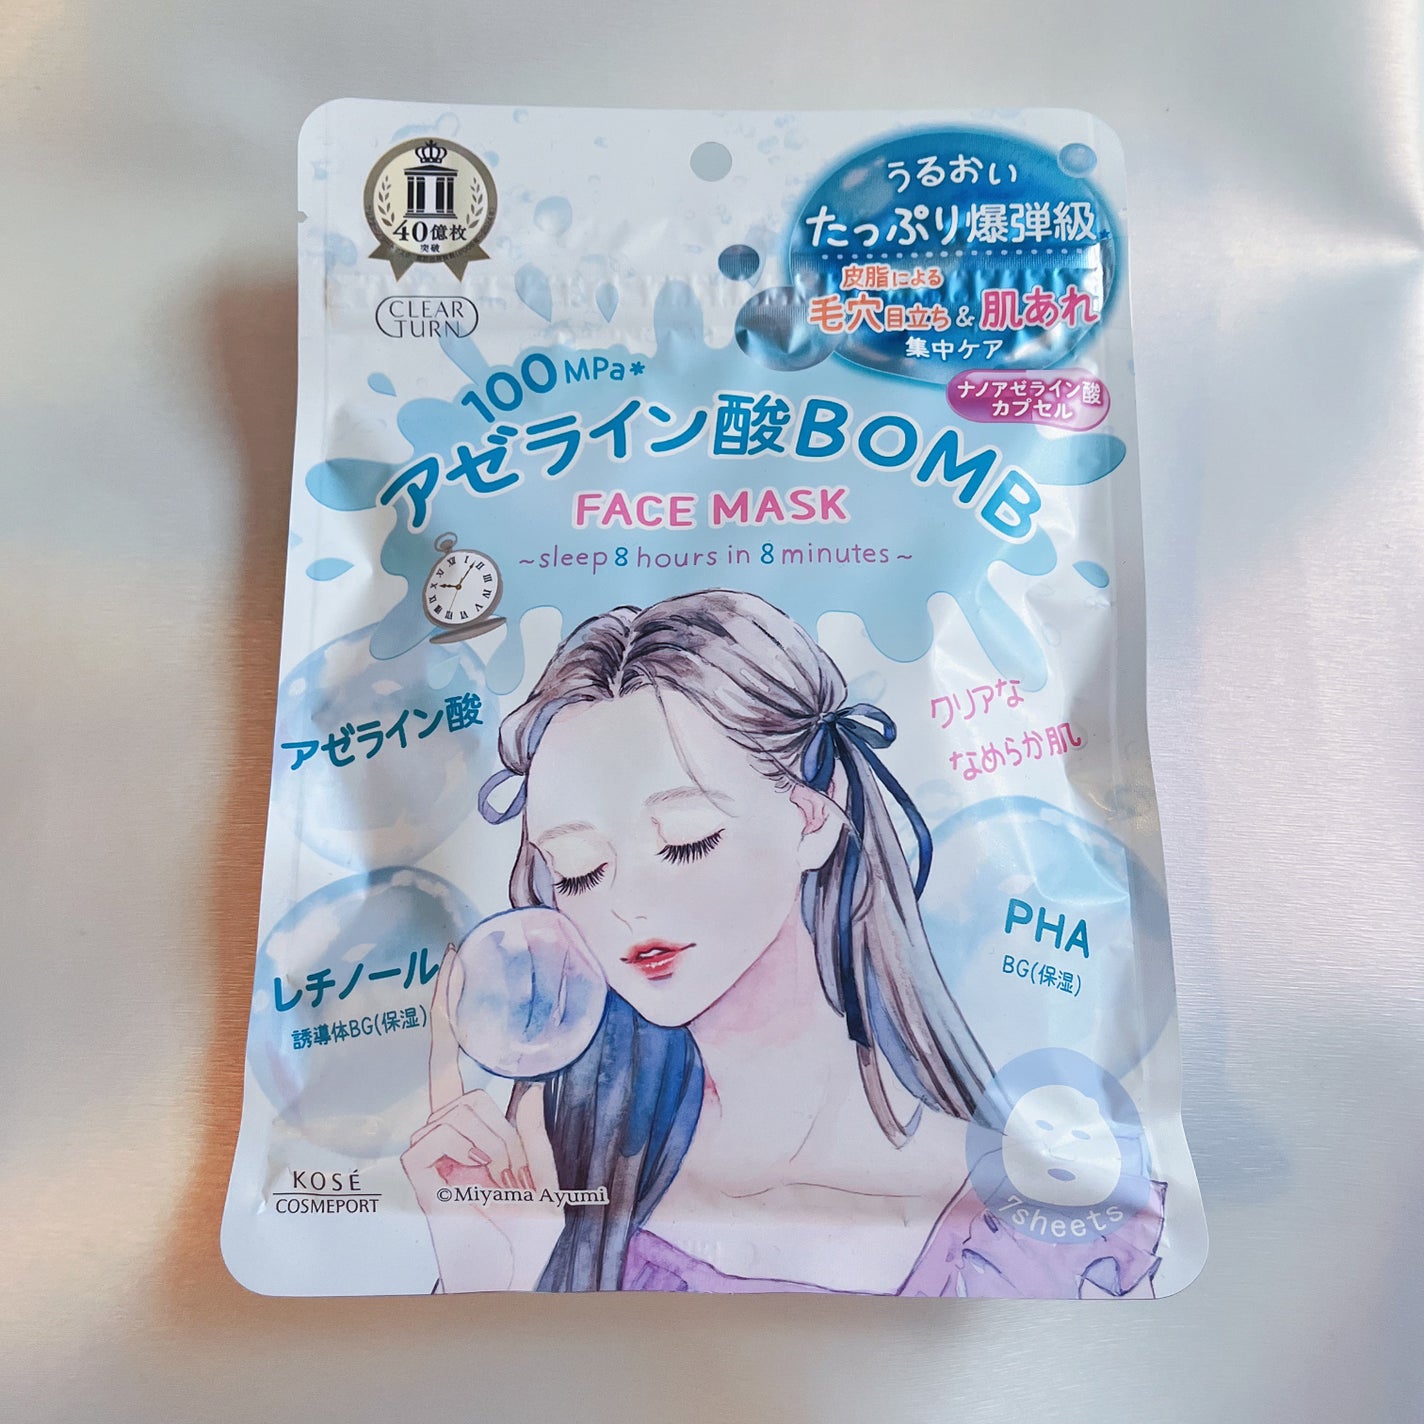 40億枚
突破
CLEAR
TURN
うるおい
たっぷり爆弾級
皮脂による
毛穴目立ち&肌あれ
集中ケア
ナノアゼライン酸
カプセル
100MPa*
アゼライン酸BOMB
FACE MASK
~sleep 8 hours in 8 minutes~
アゼライン酸
クリアな
なめらか肌
レチノール
誘導体BG(保湿)
PHA
BG(保湿)
KOSÉ
COSMEPORT
©Miyama Ayumi
7sheets